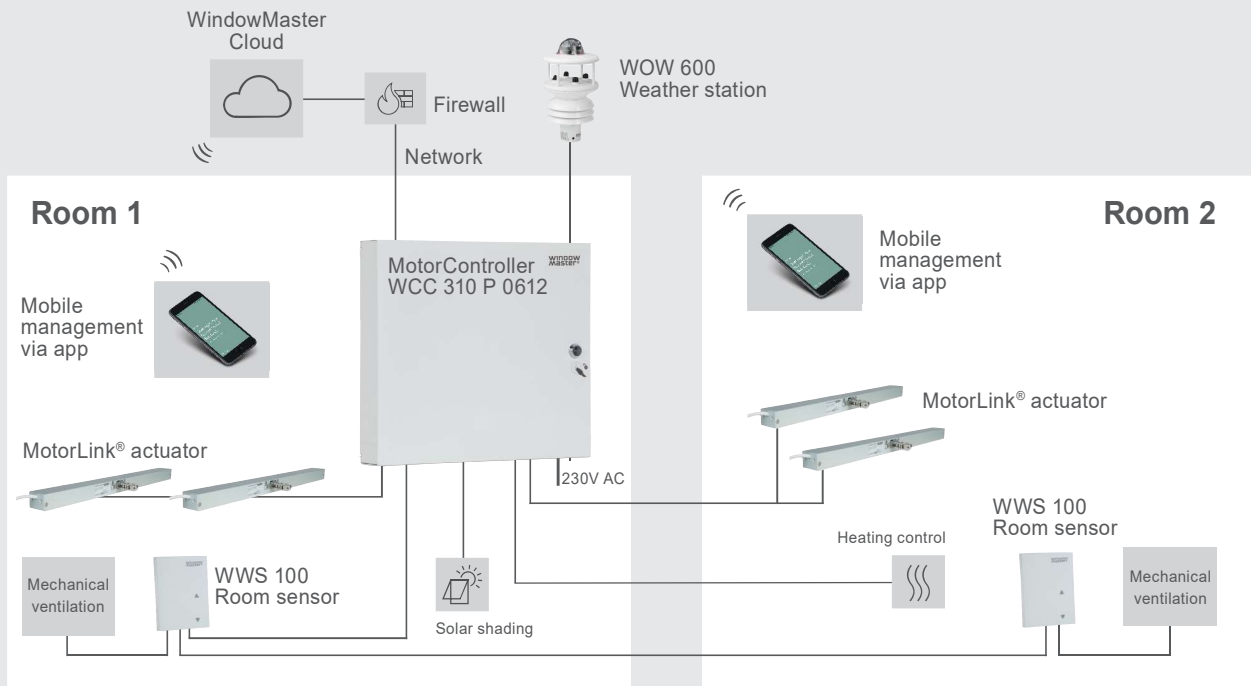 WindowMaster
Cloud
Firewall
Network
WOW 600
Weather station
Room 1
Mobile
management
via app
MotorController
WCC 310 P 0612
WINDOW
Master®
230V AC
MotorLink® actuator
Mechanical
ventilation
WWS 100
Room sensor
Solar shading
Room 2
Mobile
management
via app
MotorLink® actuator
Heating control
WWS 100
Room sensor
Mechanical
ventilation